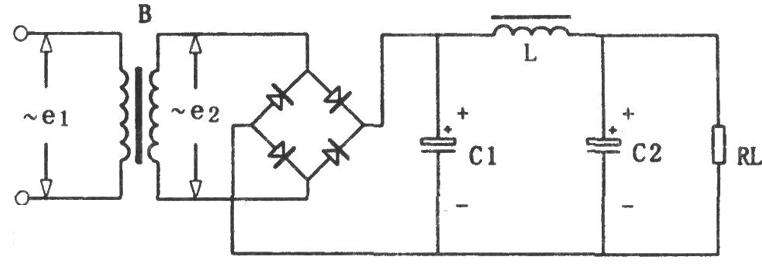 B
~e1
~e2
L
+
+
+
+
C1
C2
RL
−
−